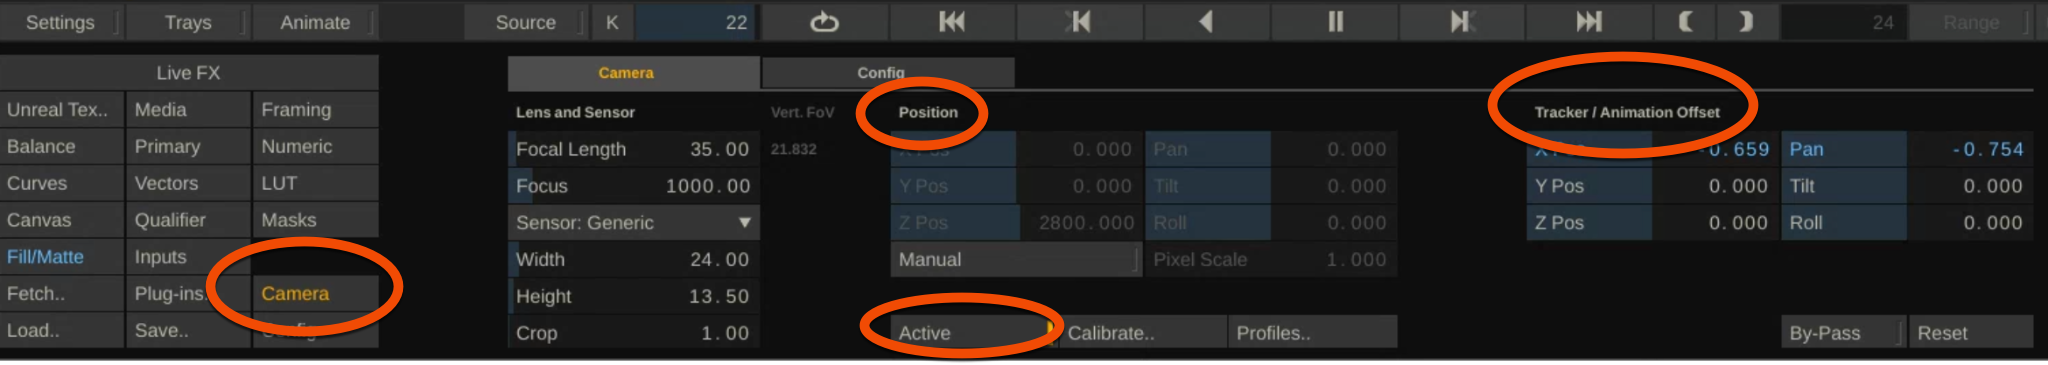 Settings Trays Animate Source K 22 24 Range
Live FX Camera Config
Unreal Tex.. Media Framing Lens and Sensor Vert. FoV Position Tracker / Animation Offset
Balance Primary Numeric Focal Length 35.00 21.832 X Pos 0.000 Pan 0.000 X Pos -0.659 Pan -0.754
Curves Vectors LUT Focus 1000.00 Y Pos 0.000 Tilt 0.000 Y Pos 0.000 Tilt 0.000
Canvas Qualifier Masks Sensor: Generic Z Pos 2800.000 Roll 0.000 Z Pos 0.000 Roll 0.000
Fill/Matte Inputs Width 24.00 Manual Pixel Scale 1.000
Fetch.. Plug-ins. Camera Height 13.50
Load.. Save.. Crop 1.00 Active Calibrate.. Profiles.. By-Pass Reset